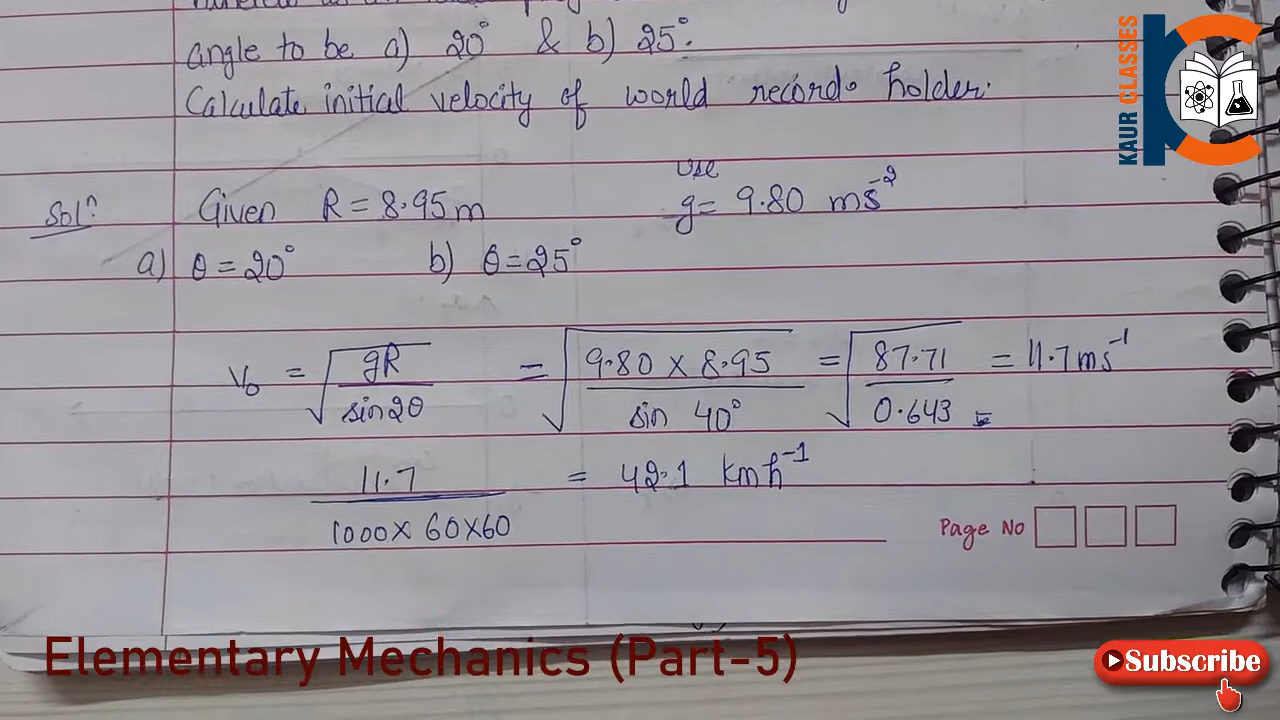 angle to be a) 20° & b) 25°.
Calculate initial velocity of world record holder.
Use
Solⁿ Given R = 8.95 m g = 9.80 ms⁻²
a) θ = 20° b) θ = 25°
V₀ = √(gR / sin2θ) = √(9.80 × 8.95 / sin 40°) = √(87.71 / 0.643) = 11.7 ms⁻¹
11.7 / 1000 × 60 × 60 = 42.1 kmh⁻¹
Page No
KAUR CLASSES
Elementary Mechanics (Part-5)
Subscribe